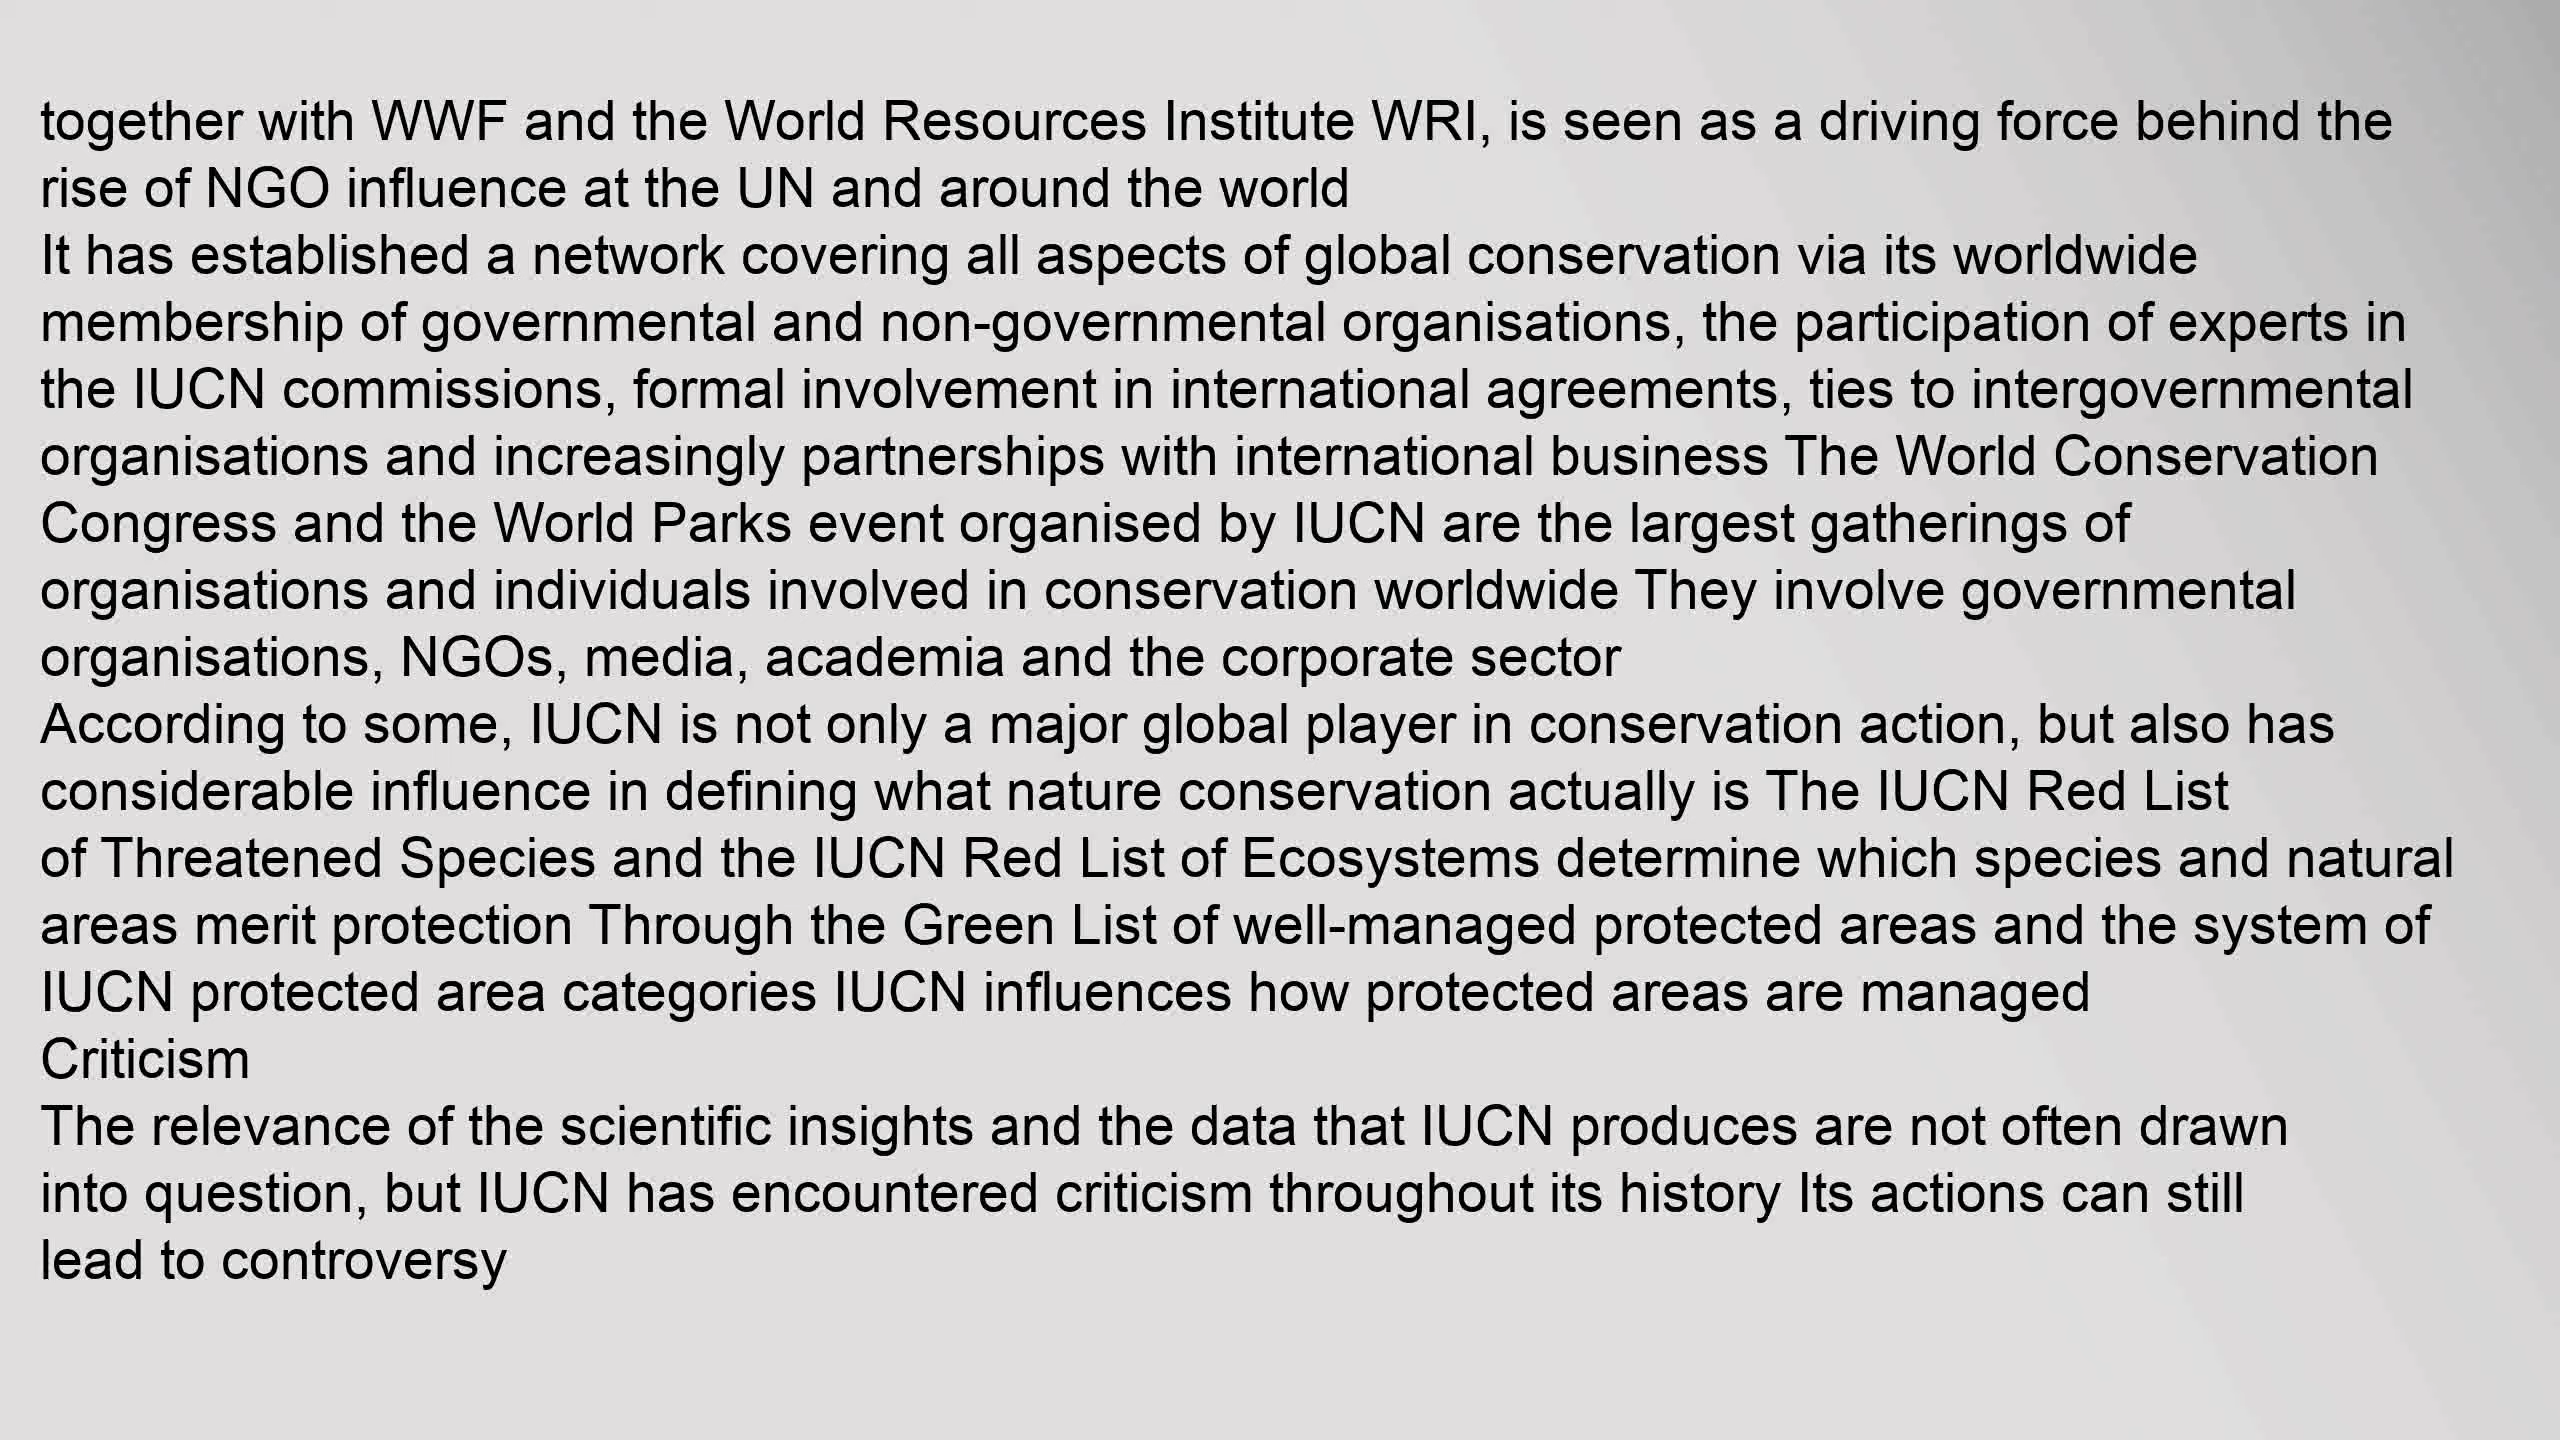 together with WWF and the World Resources Institute WRI, is seen as a driving force behind the
rise of NGO influence at the UN and around the world
It has established a network covering all aspects of global conservation via its worldwide
membership of governmental and non-governmental organisations, the participation of experts in
the IUCN commissions, formal involvement in international agreements, ties to intergovernmental
organisations and increasingly partnerships with international business The World Conservation
Congress and the World Parks event organised by IUCN are the largest gatherings of
organisations and individuals involved in conservation worldwide They involve governmental
organisations, NGOs, media, academia and the corporate sector
According to some, IUCN is not only a major global player in conservation action, but also has
considerable influence in defining what nature conservation actually is The IUCN Red List
of Threatened Species and the IUCN Red List of Ecosystems determine which species and natural
areas merit protection Through the Green List of well-managed protected areas and the system of
IUCN protected area categories IUCN influences how protected areas are managed
Criticism
The relevance of the scientific insights and the data that IUCN produces are not often drawn
into question, but IUCN has encountered criticism throughout its history Its actions can still
lead to controversy